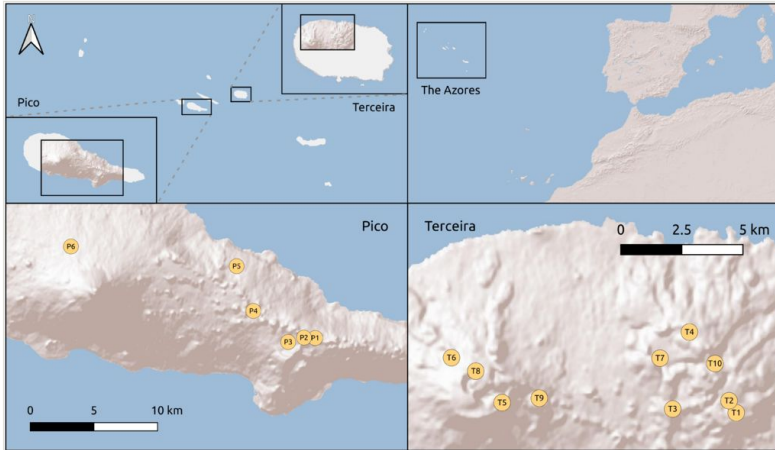 Pico
Terceira
The Azores
Pico
Terceira
0 2.5 5 km
P6
P5
P4
P3 P2 P1
T4
T6
T7
T10
T8
T5
T9
T3
T2
T1
0 5 10 km